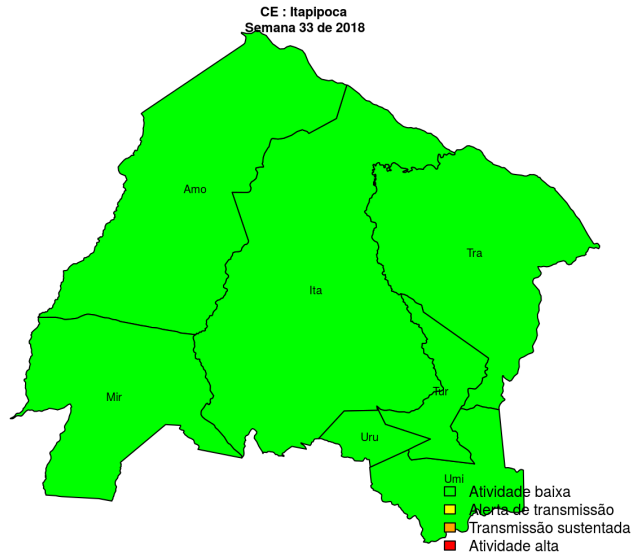 CE : Itapipoca
Semana 33 de 2018
Amo
Tra
Ita
Mir
Tur
Uru
Umi
Atividade baixa
Alerta de transmissão
Transmissão sustentada
Atividade alta